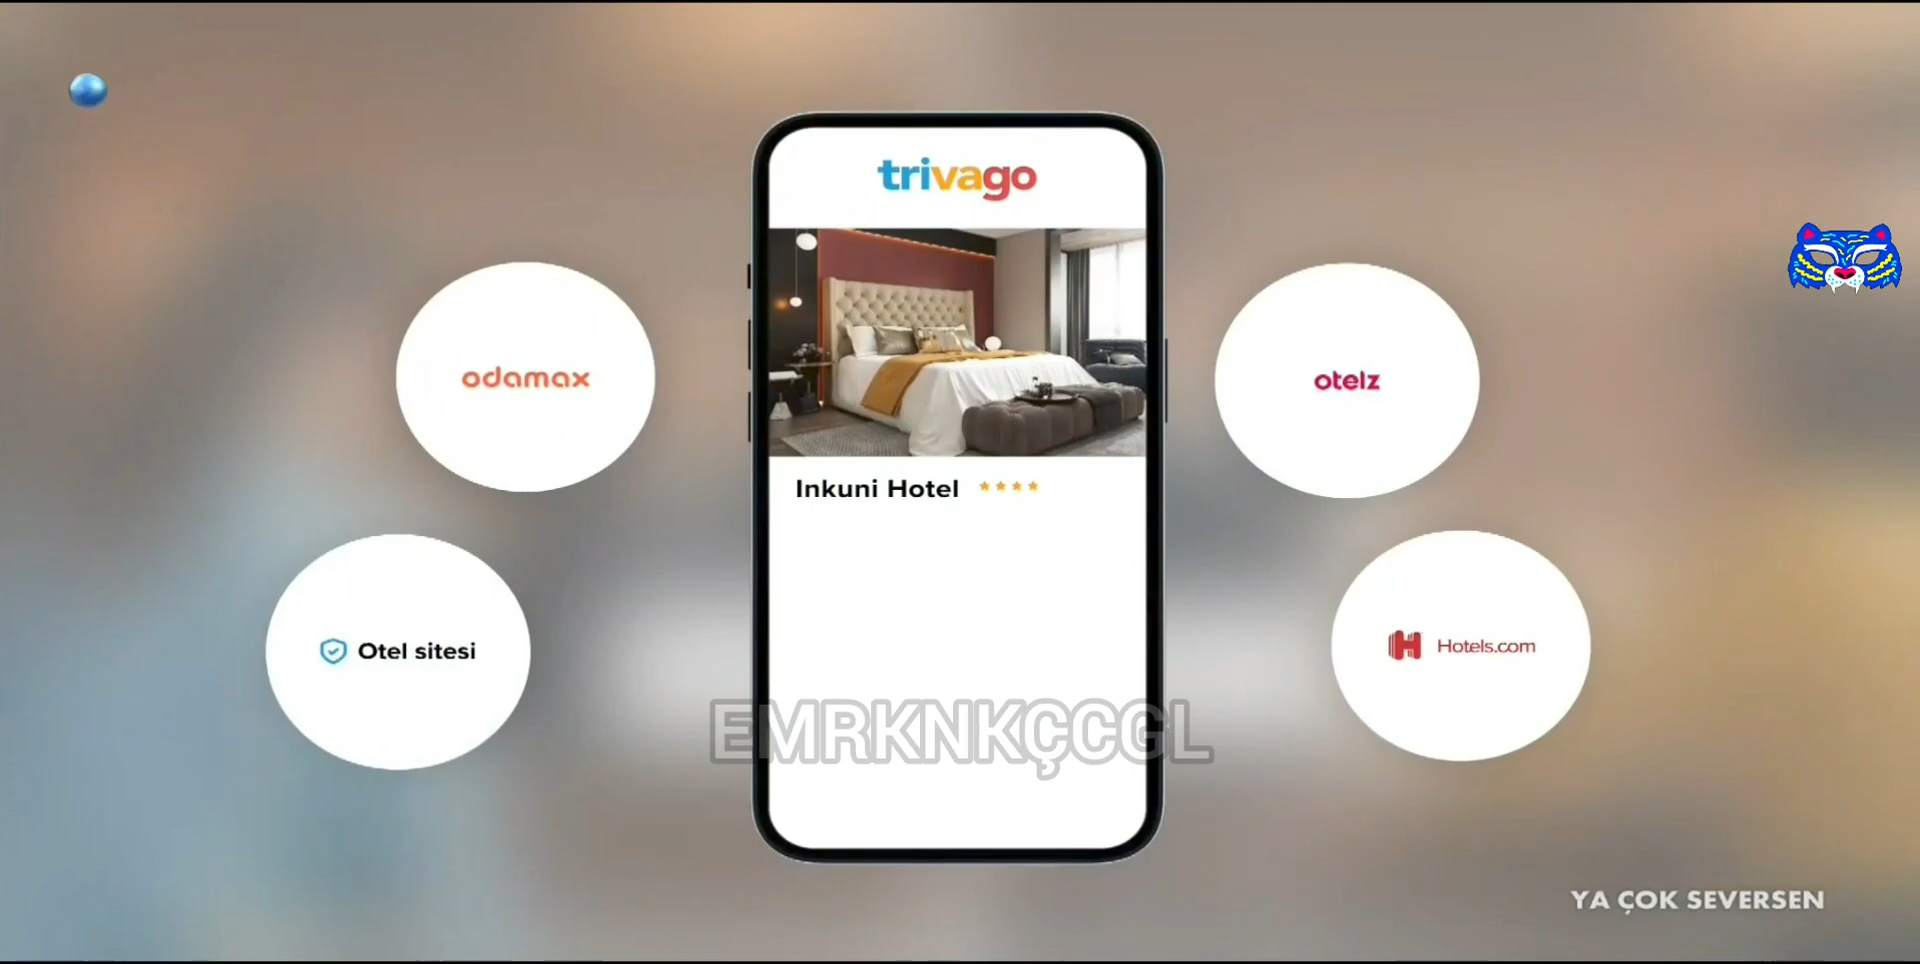 trivago
odamax
otelz
Inkuni Hotel
Otel sitesi
Hotels.com
EMRKNKÇCGL
YA ÇOK SEVERSEN